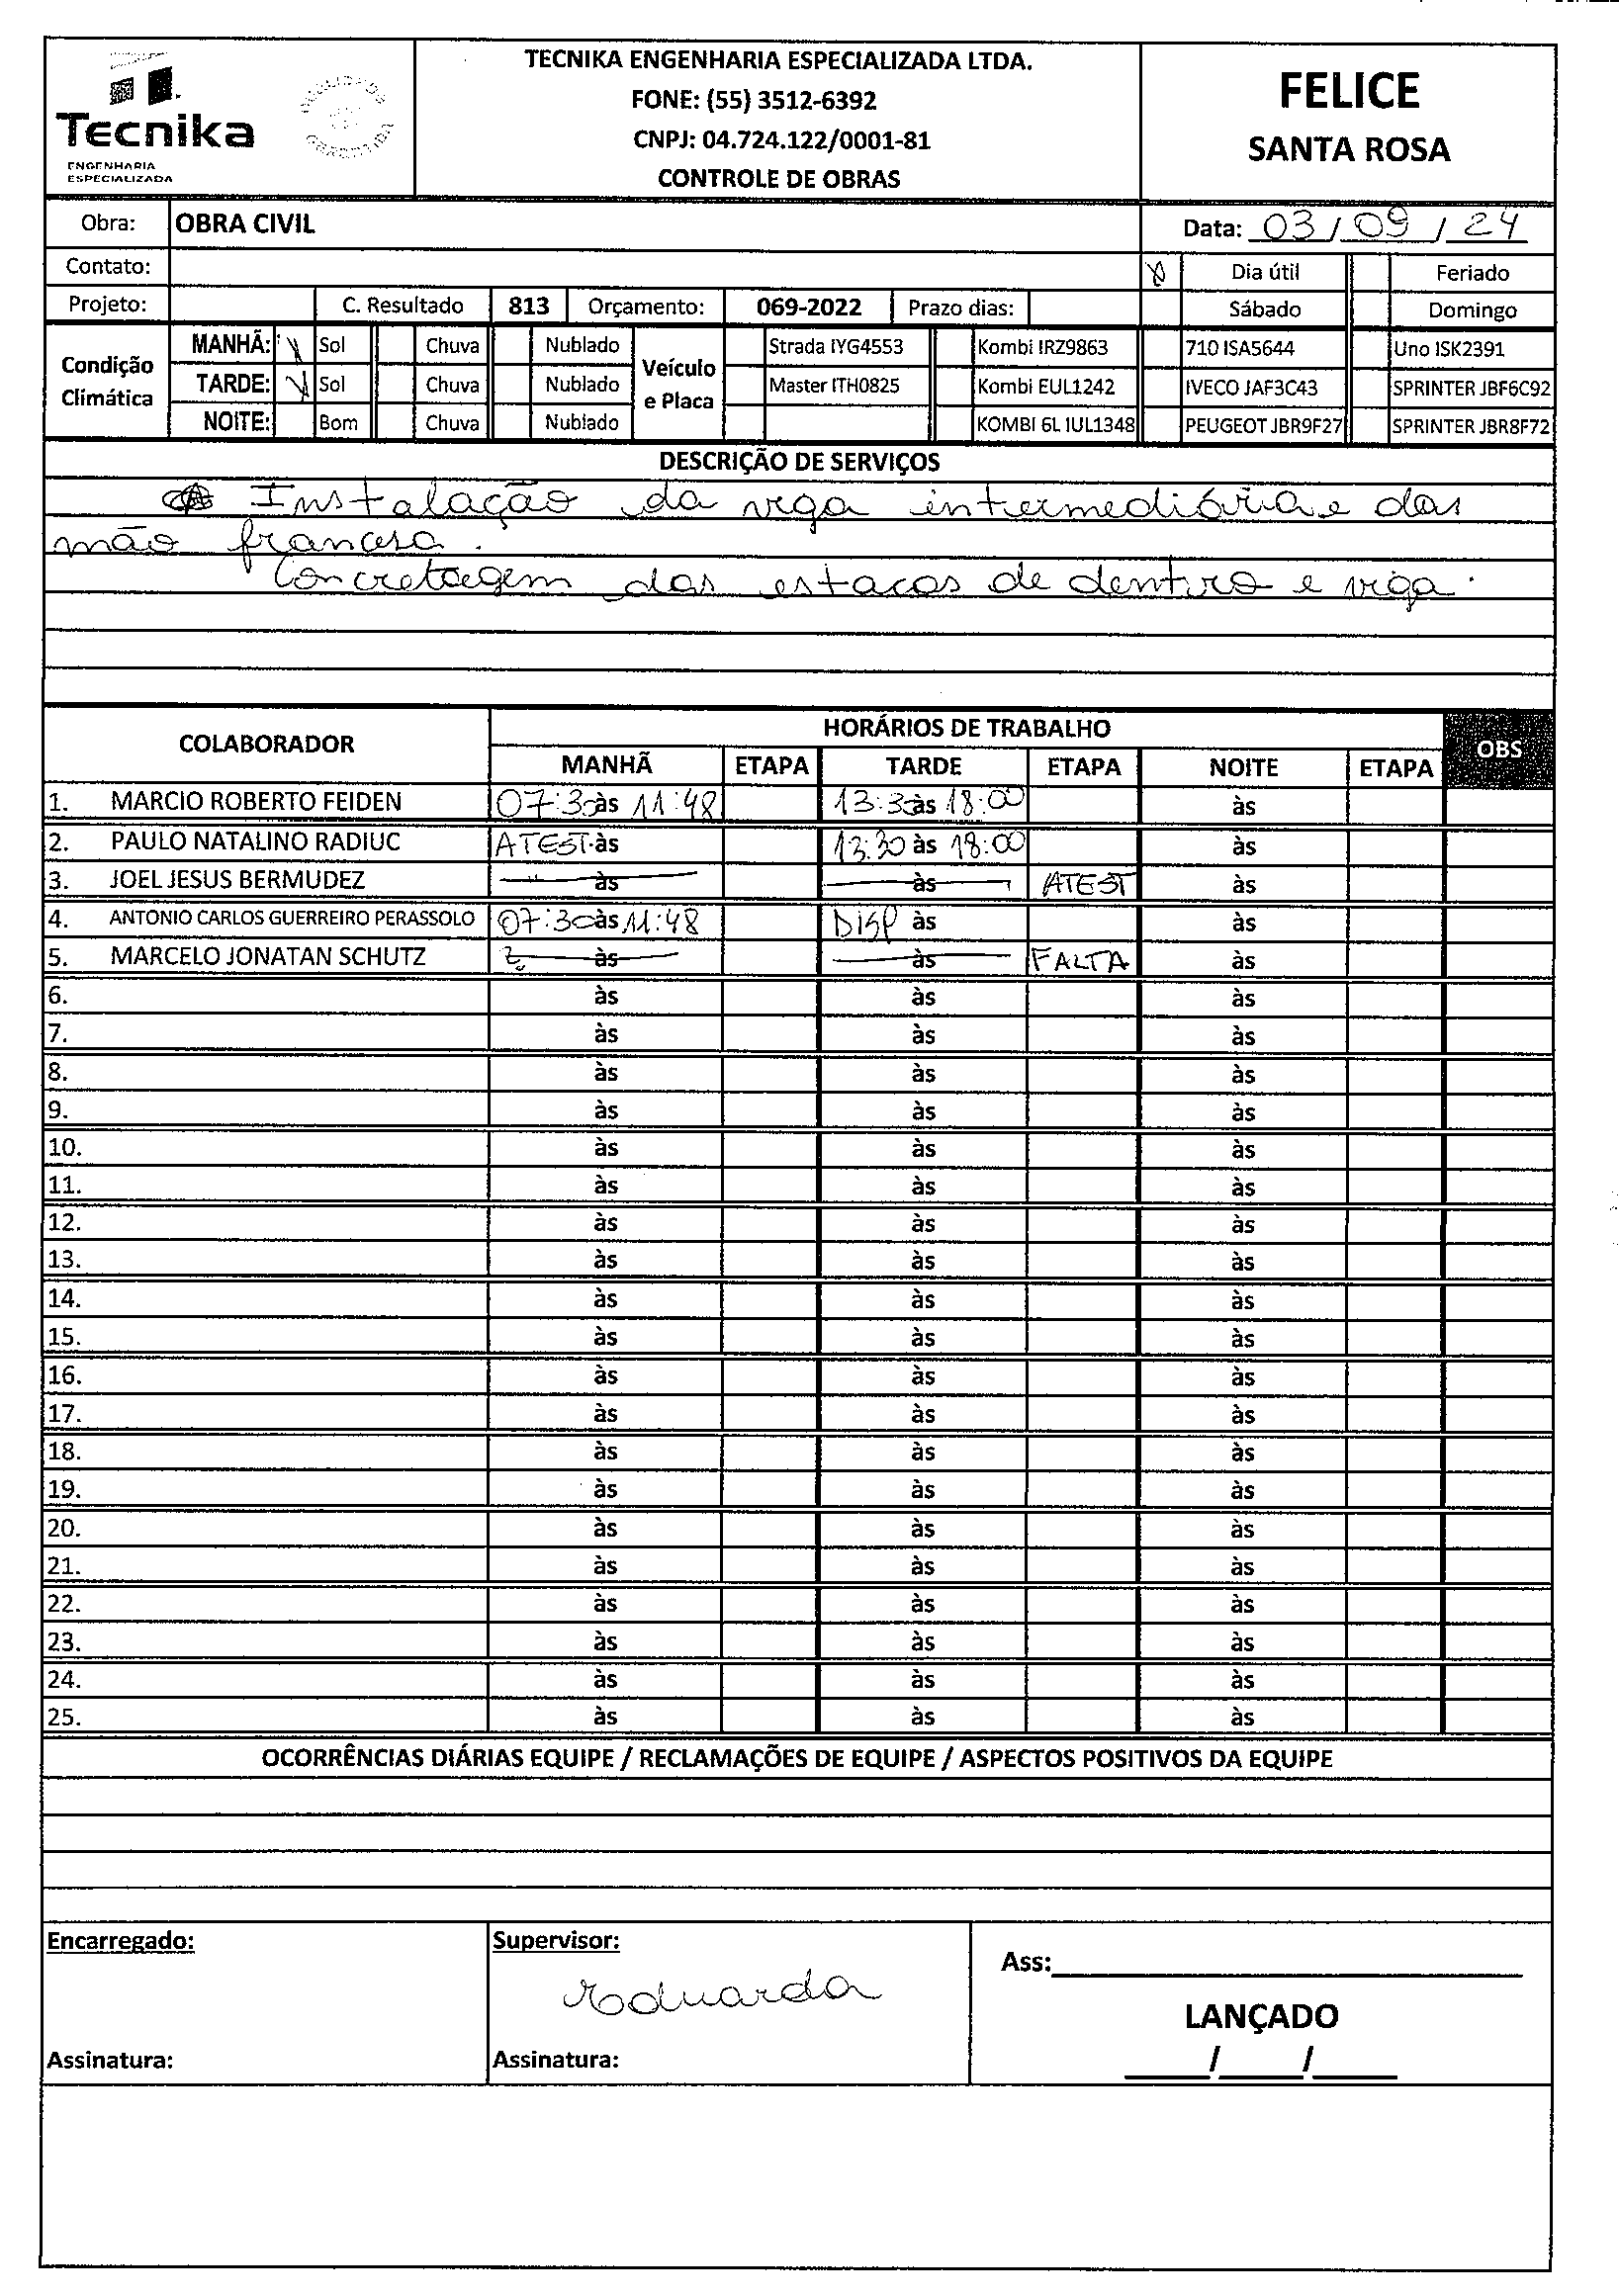 Tecnika
ENGENHARIA
ESPECIALIZADA
TECNIKA ENGENHARIA ESPECIALIZADA LTDA.
FONE: (55) 3512-6392
CNPJ: 04.724.122/0001-81
CONTROLE DE OBRAS
FELICE
SANTA ROSA
Obra: OBRA CIVIL Data: 03/09/24
Contato: Dia útil Feriado
Projeto: C. Resultado 813 Orçamento: 069-2022 Prazo dias: Sábado Domingo
Condição Climática
MANHÃ: Sol Chuva Nublado
TARDE: Sol Chuva Nublado
NOITE: Bom Chuva Nublado
Veículo e Placa
Strada IYG4553 Kombi IRZ9863 710 ISA5644 Uno ISK2391
Master ITH0825 Kombi EUL1242 IVECO JAF3C43 SPRINTER JBF6C92
KOMBI 6L IUL1348 PEUGEOT JBR9F27 SPRINTER JBR8F72
DESCRIÇÃO DE SERVIÇOS
Instalação da viga intermediária e das
mão francesa.
Concretagem das estacas de dentro e viga.
COLABORADOR HORÁRIOS DE TRABALHO OBS
MANHÃ ETAPA TARDE ETAPA NOITE ETAPA
1. MARCIO ROBERTO FEIDEN 07:30 às 11:48 13:30 às 18:00 às
2. PAULO NATALINO RADIUC ATEST. às 13:30 às 18:00 às
3. JOEL JESUS BERMUDEZ às às ATEST às
4. ANTONIO CARLOS GUERREIRO PERASSOLO 07:30 às 11:48 DISP às às
5. MARCELO JONATAN SCHUTZ às às FALTA às
6. às às às
7. às às às
8. às às às
9. às às às
10. às às às
11. às às às
12. às às às
13. às às às
14. às às às
15. às às às
16. às às às
17. às às às
18. às às às
19. às às às
20. às às às
21. às às às
22. às às às
23. às às às
24. às às às
25. às às às
OCORRÊNCIAS DIÁRIAS EQUIPE / RECLAMAÇÕES DE EQUIPE / ASPECTOS POSITIVOS DA EQUIPE
Encarregado: Supervisor: Ass:
Eduarda
LANÇADO
Assinatura: Assinatura: / /